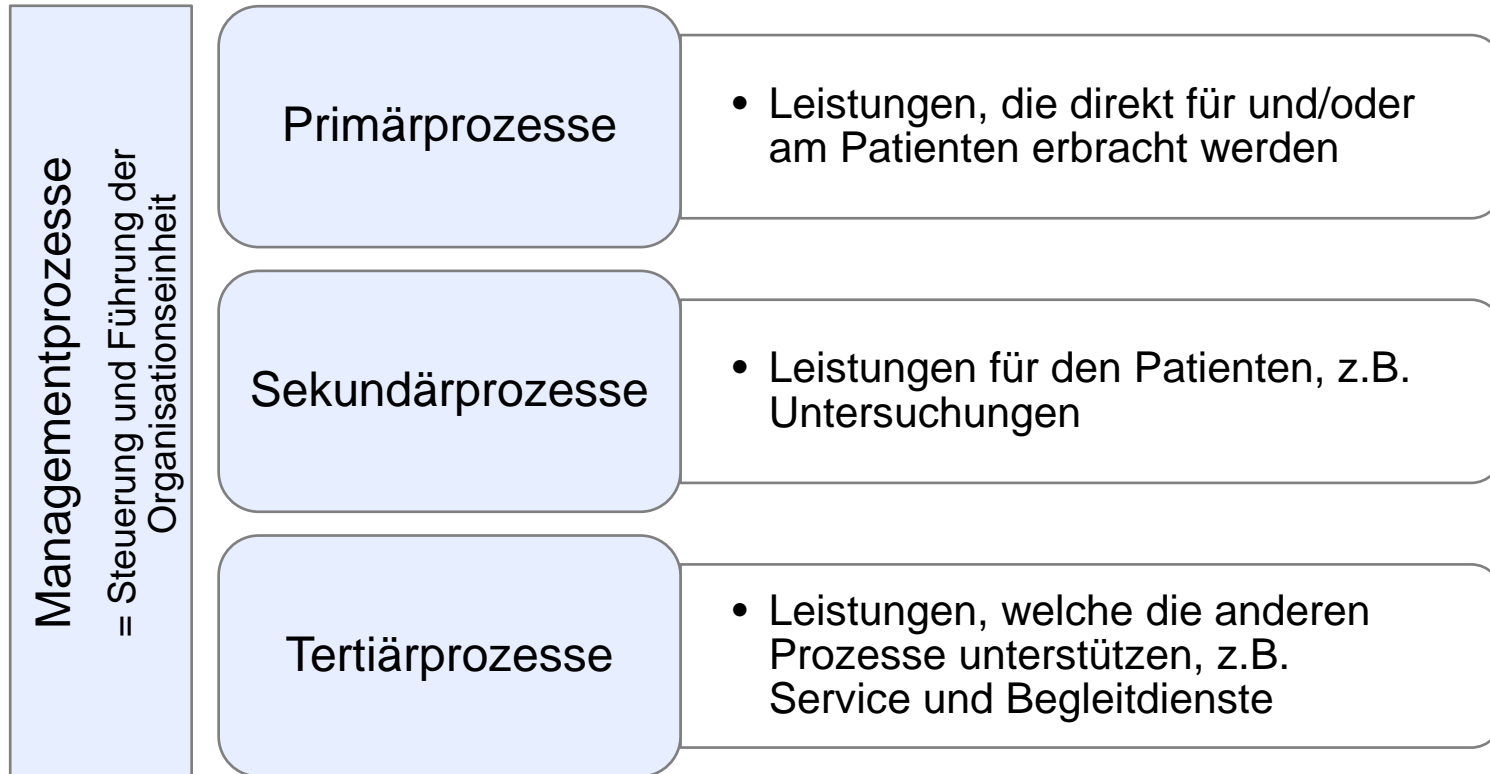 Managementprozesse
= Steuerung und Führung der
Organisationseinheit
Primärprozesse
• Leistungen, die direkt für und/oder
am Patienten erbracht werden
Sekundärprozesse
• Leistungen für den Patienten, z.B.
Untersuchungen
Tertiärprozesse
• Leistungen, welche die anderen
Prozesse unterstützen, z.B.
Service und Begleitdienste